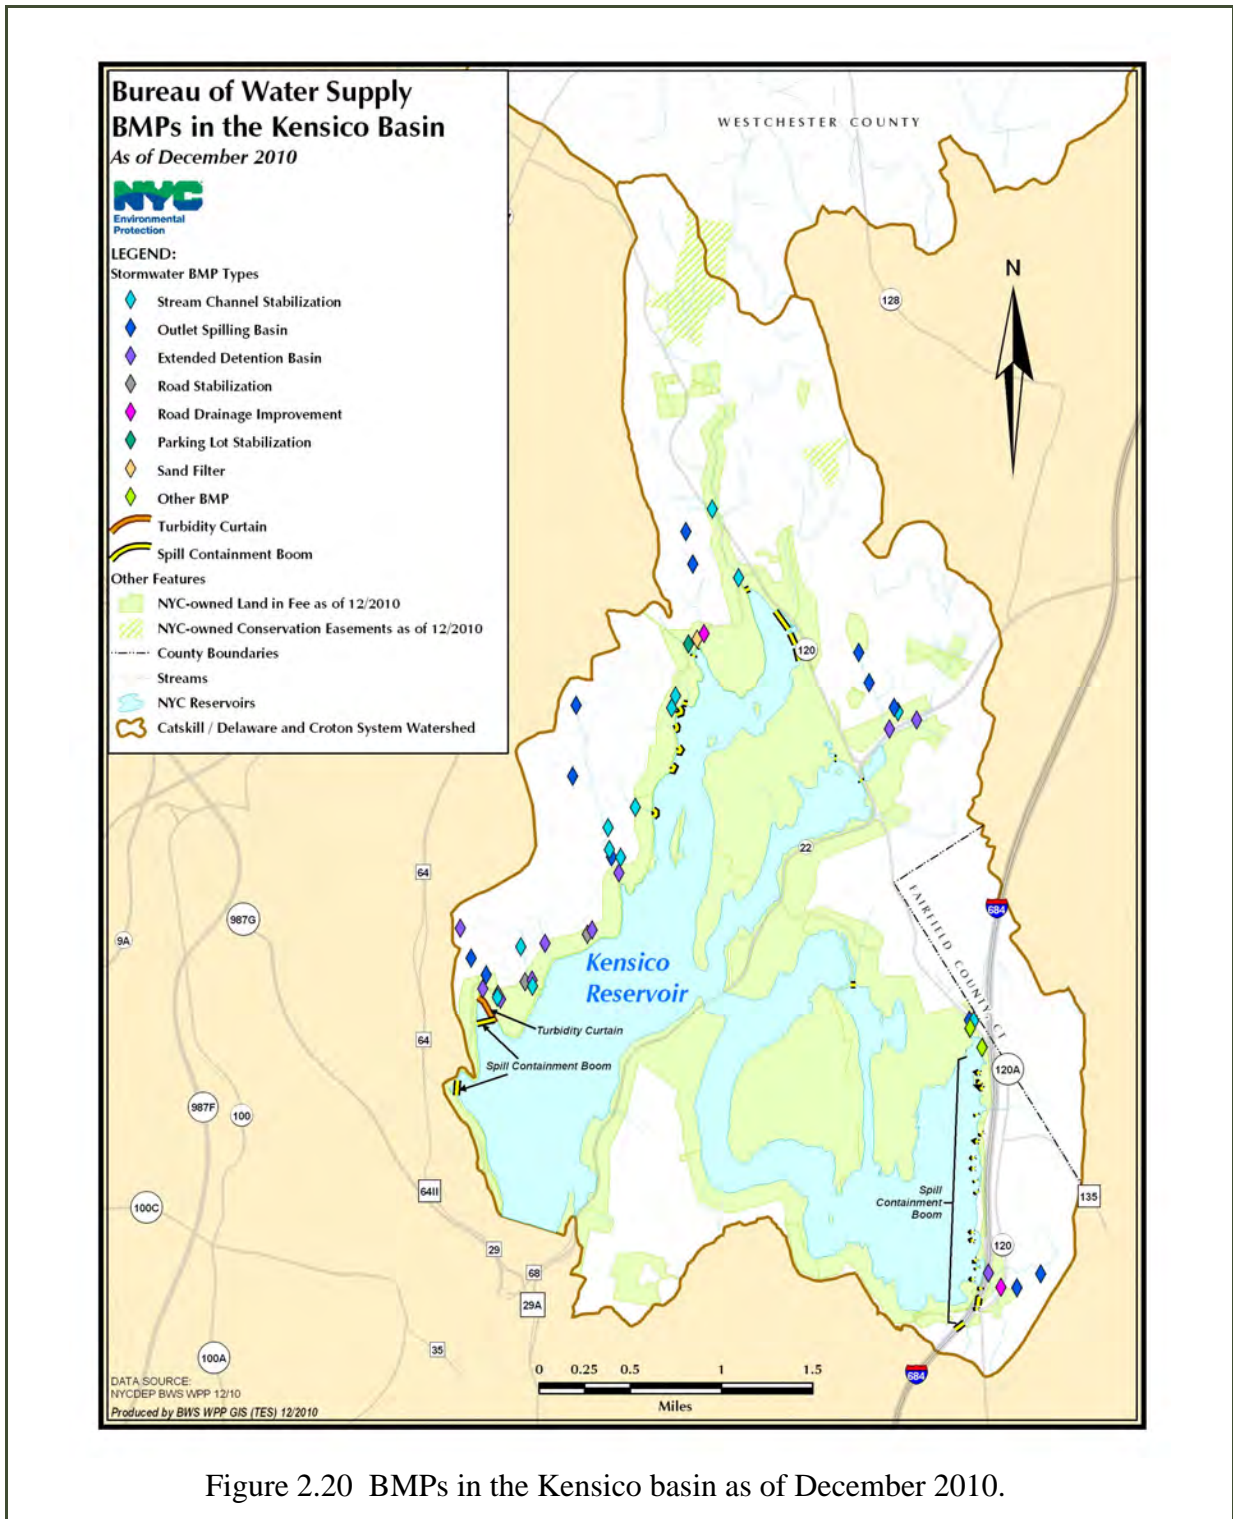 Bureau of Water Supply
BMPs in the Kensico Basin
As of December 2010
NYC
Environmental
Protection
LEGEND:
Stormwater BMP Types
Stream Channel Stabilization
Outlet Spilling Basin
Extended Detention Basin
Road Stabilization
Road Drainage Improvement
Parking Lot Stabilization
Sand Filter
Other BMP
Turbidity Curtain
Spill Containment Boom
Other Features
NYC-owned Land in Fee as of 12/2010
NYC-owned Conservation Easements as of 12/2010
County Boundaries
Streams
NYC Reservoirs
Catskill / Delaware and Croton System Watershed
WESTCHESTER COUNTY
N
128
120
22
64
684
987G
9A
FAIRFIELD COUNTY, CT
Kensico
Reservoir
Turbidity Curtain
64
Spill Containment Boom
120A
987F
100
Spill
Containment
Boom
64II
135
100C
120
29
68
29A
35
100A
684
0 0.25 0.5 1 1.5
Miles
DATA SOURCE:
NYCDEP BWS WPP 12/10
Produced by BWS WPP GIS (TES) 12/2010
Figure 2.20 BMPs in the Kensico basin as of December 2010.